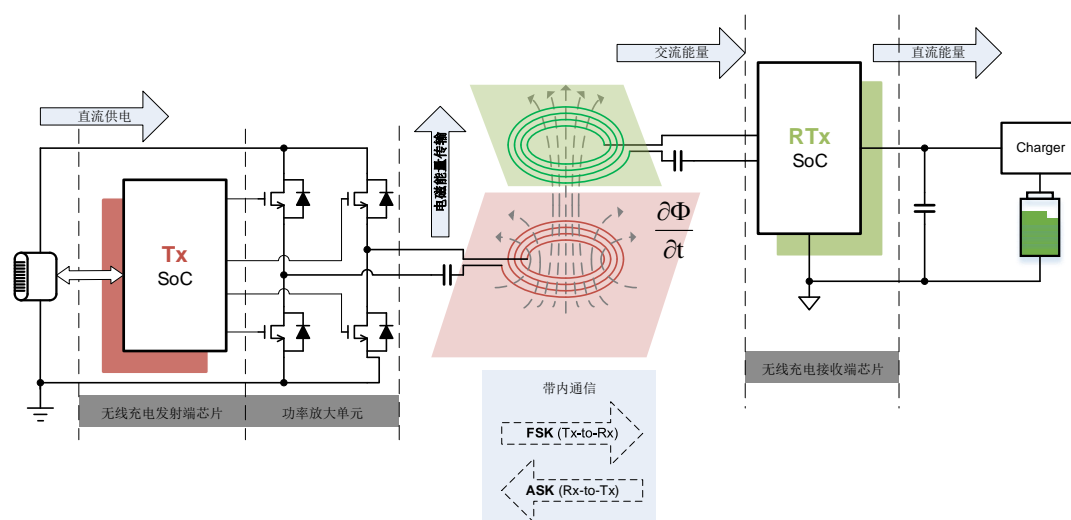 交流能量
直流能量
直流供电
电磁能量传输
RTx
SoC
Charger
Tx
SoC
∂Φ
∂t
无线充电发射端芯片
功率放大单元
无线充电接收端芯片
带内通信
FSK (Tx-to-Rx)
ASK (Rx-to-Tx)